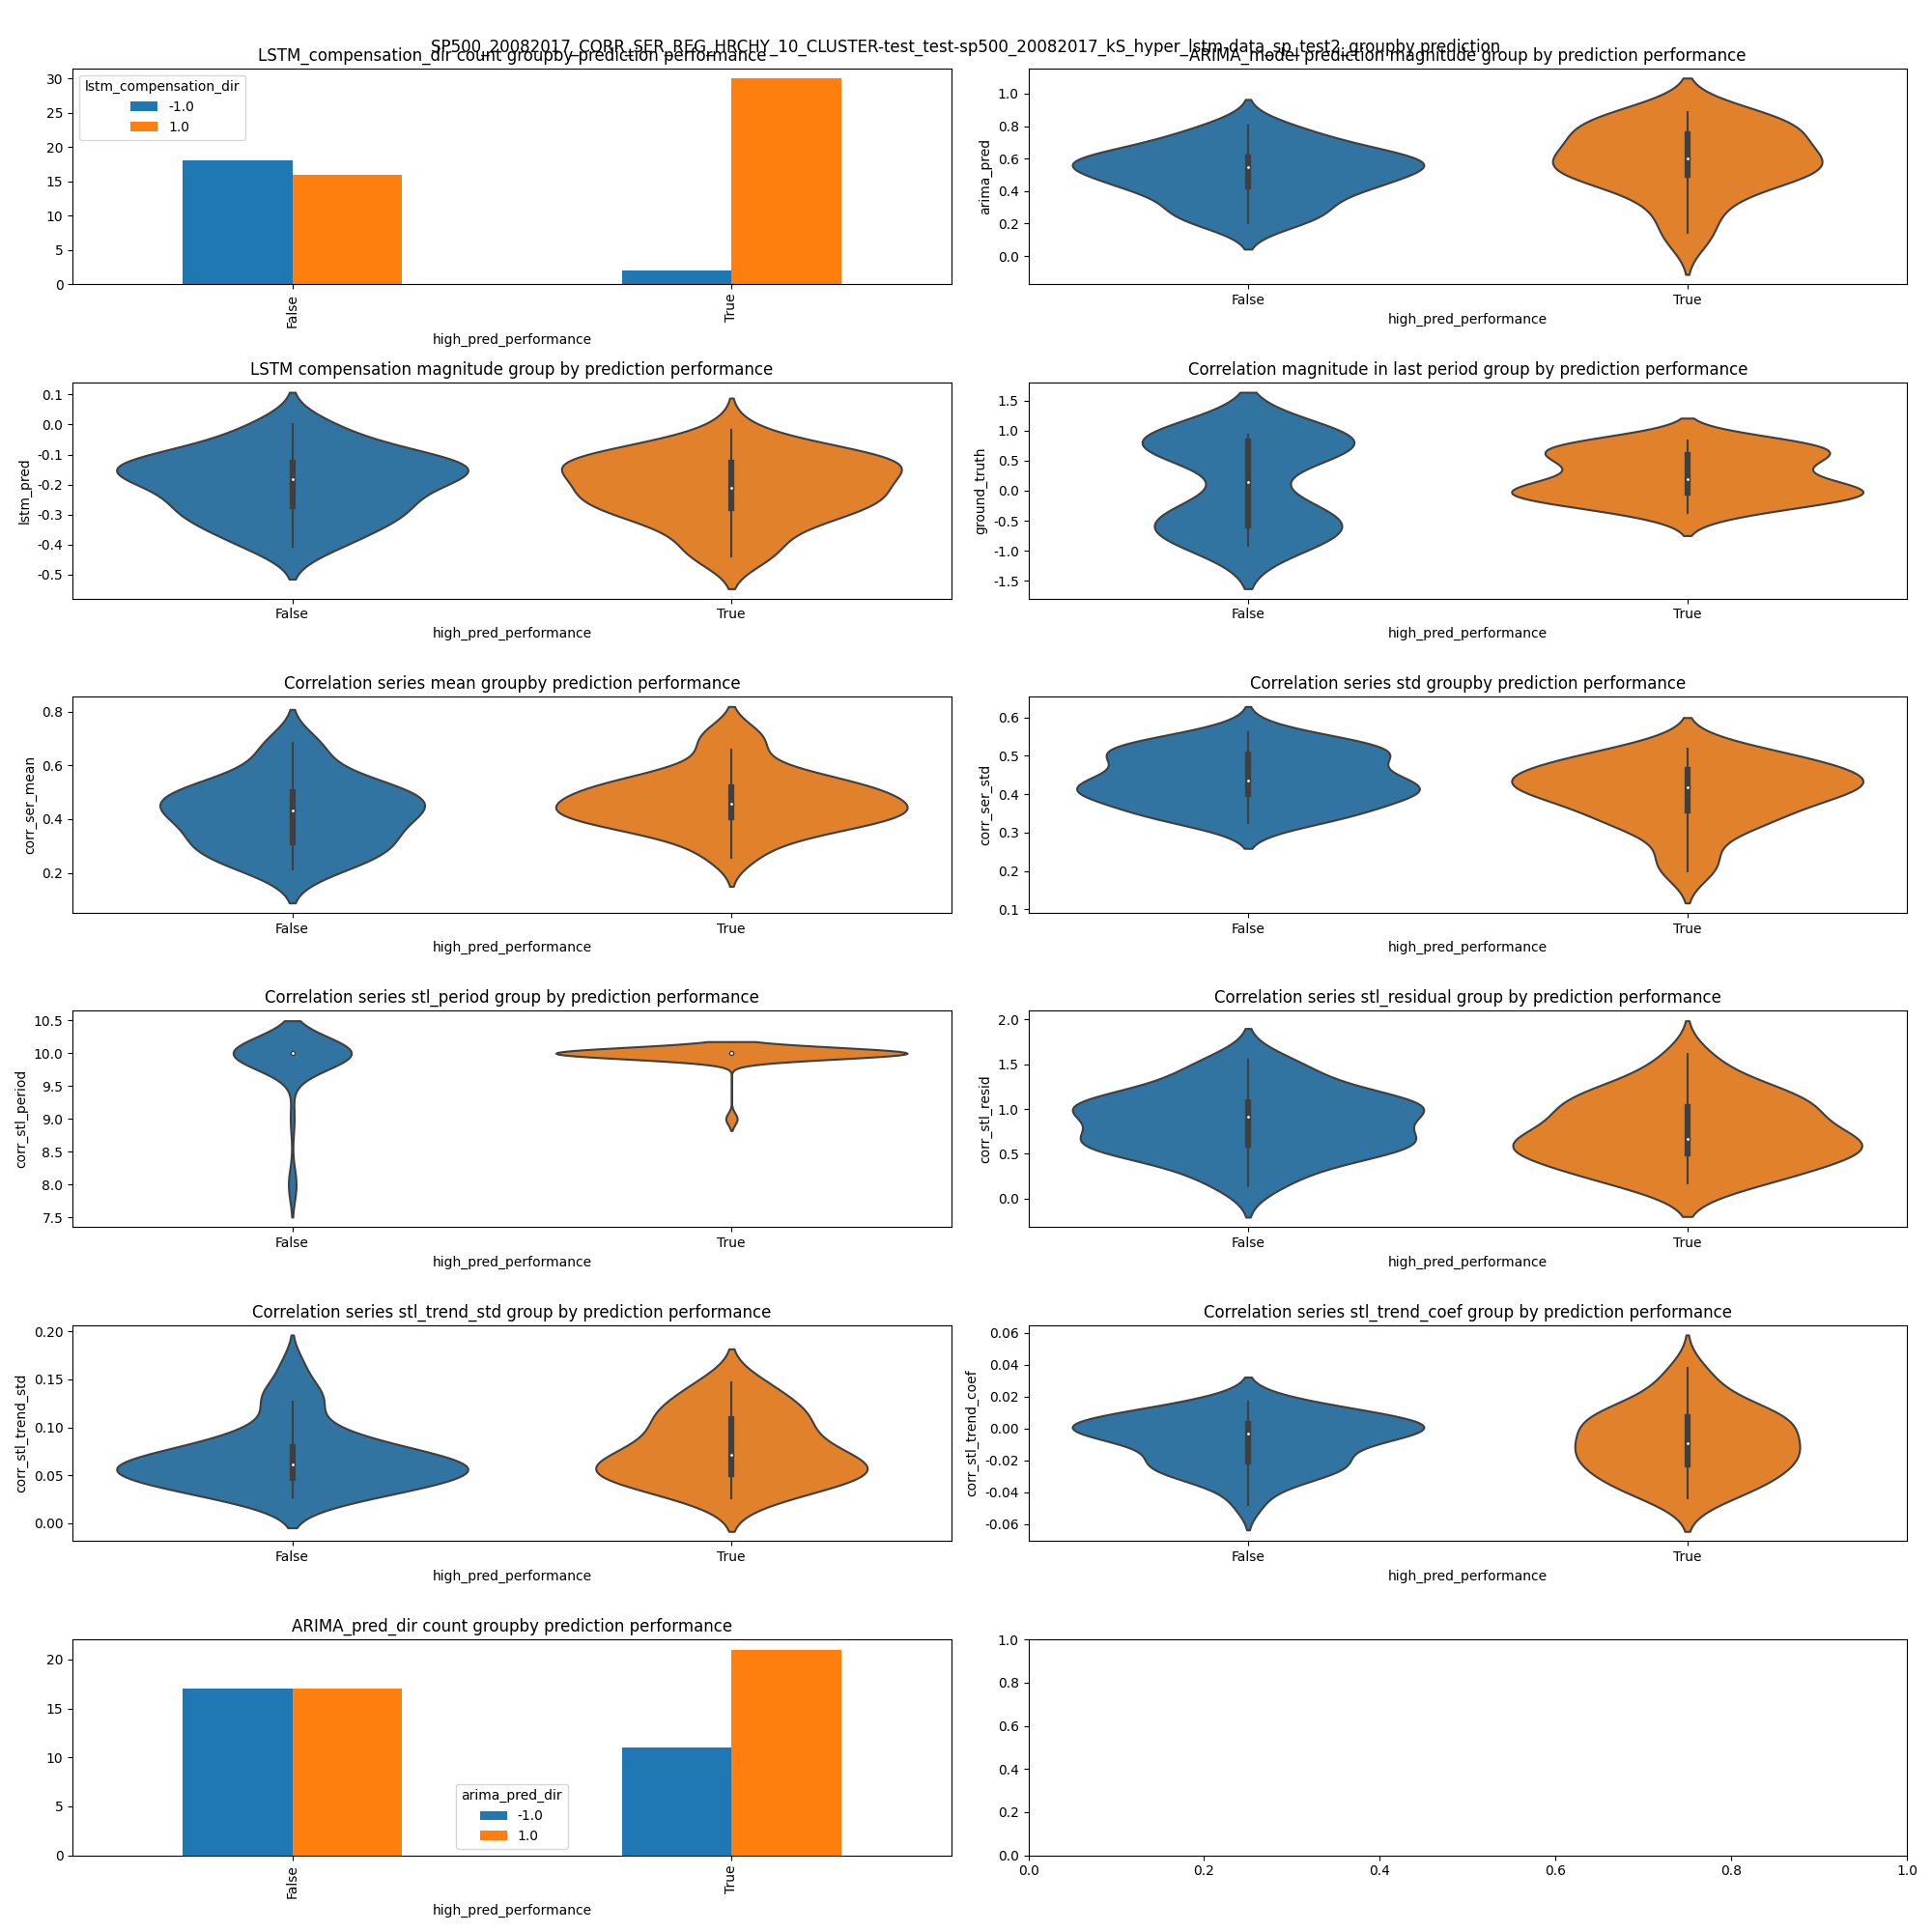 SP500_20082017_CORR_SER_REG_HRCHY_10_CLUSTER-test_test-sp500_20082017_kS_hyper_lstm-data_sp_test2_groupby prediction
LSTM_compensation_dir count groupby prediction performance
lstm_compensation_dir
-1.0
1.0
30
25
20
15
10
5
0
False
True
high_pred_performance
ARIMA_model prediction magnitude group by prediction performance
arima_pred
1.0
0.8
0.6
0.4
0.2
0.0
False
True
high_pred_performance
LSTM compensation magnitude group by prediction performance
lstm_pred
0.1
0.0
-0.1
-0.2
-0.3
-0.4
-0.5
False
True
high_pred_performance
Correlation magnitude in last period group by prediction performance
ground_truth
1.5
1.0
0.5
0.0
-0.5
-1.0
-1.5
False
True
high_pred_performance
Correlation series mean groupby prediction performance
corr_ser_mean
0.8
0.6
0.4
0.2
False
True
high_pred_performance
Correlation series std groupby prediction performance
corr_ser_std
0.6
0.5
0.4
0.3
0.2
0.1
False
True
high_pred_performance
Correlation series stl_period group by prediction performance
corr_stl_period
10.5
10.0
9.5
9.0
8.5
8.0
7.5
False
True
high_pred_performance
Correlation series stl_residual group by prediction performance
corr_stl_resid
2.0
1.5
1.0
0.5
0.0
False
True
high_pred_performance
Correlation series stl_trend_std group by prediction performance
corr_stl_trend_std
0.20
0.15
0.10
0.05
0.00
False
True
high_pred_performance
Correlation series stl_trend_coef group by prediction performance
corr_stl_trend_coef
0.06
0.04
0.02
0.00
-0.02
-0.04
-0.06
False
True
high_pred_performance
ARIMA_pred_dir count groupby prediction performance
20
15
10
5
0
arima_pred_dir
-1.0
1.0
False
True
high_pred_performance
1.0
0.8
0.6
0.4
0.2
0.0
0.0
0.2
0.4
0.6
0.8
1.0